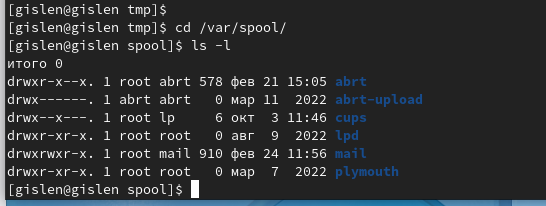 [gislen@gislen tmp]$
[gislen@gislen tmp]$ cd /var/spool/
[gislen@gislen spool]$ ls -l
итого 0
drwxr-x--x. 1 root abrt 578 фев 21 15:05 abrt
drwx------. 1 abrt abrt   0 мар 11  2022 abrt-upload
drwx--x---. 1 root lp     6 окт  3 11:46 cups
drwxr-xr-x. 1 root root   0 авг  9  2022 lpd
drwxrwxr-x. 1 root mail 910 фев 24 11:56 mail
drwxr-xr-x. 1 root root   0 мар  7  2022 plymouth
[gislen@gislen spool]$